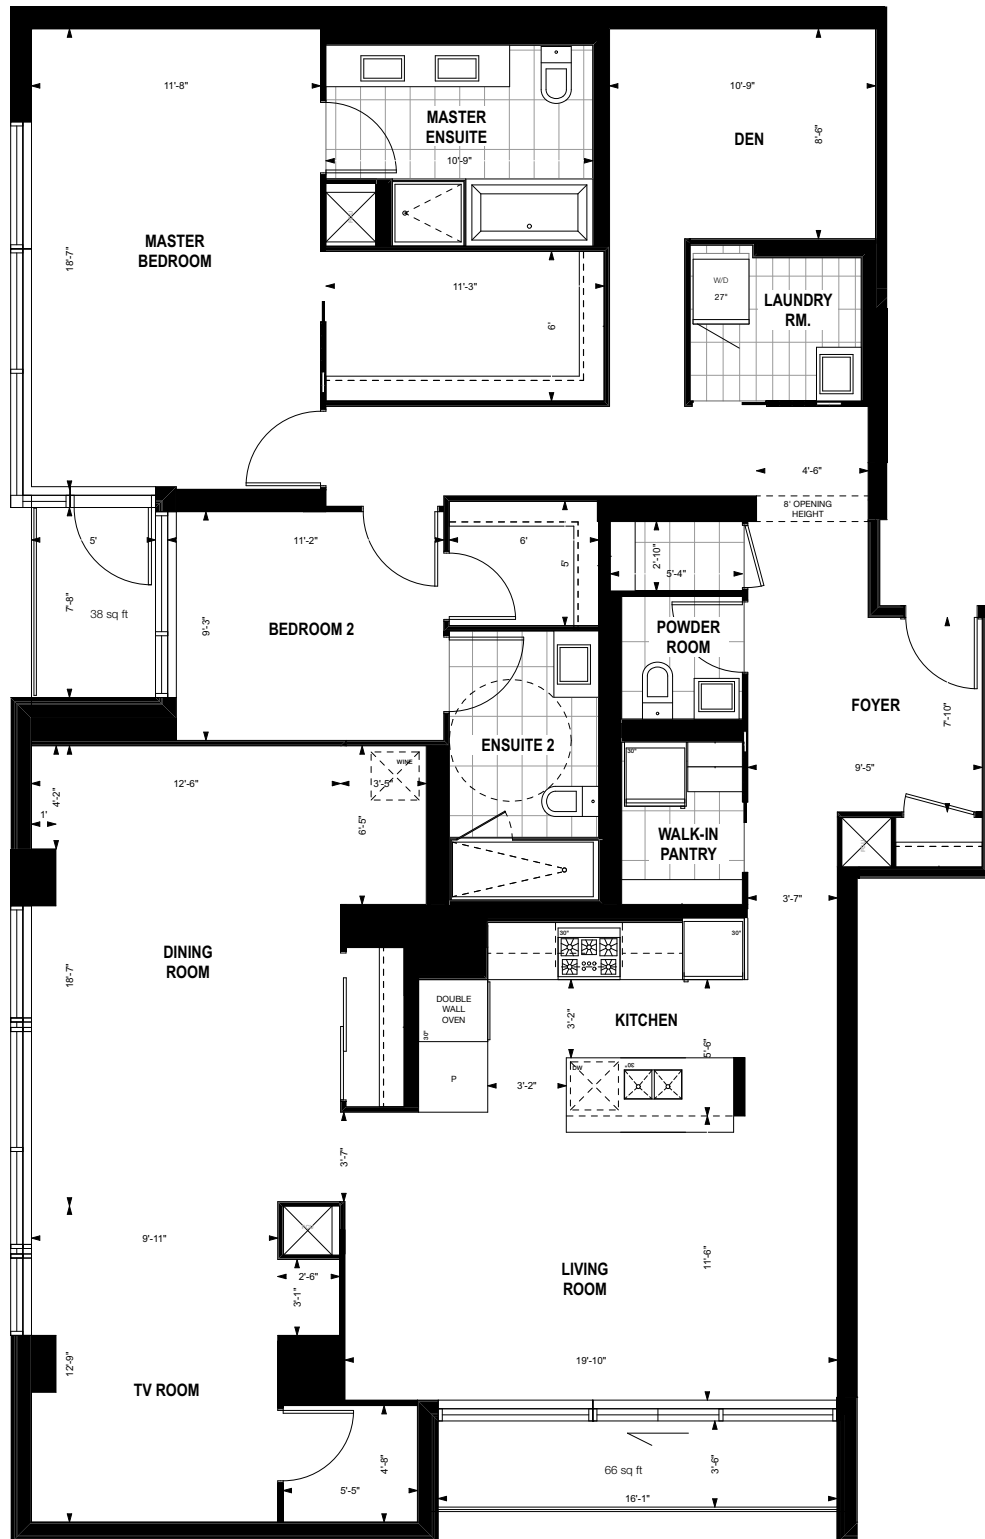 11'-8"
10'-9"
MASTER
ENSUITE
10'-9"
DEN
8'-6"
MASTER
BEDROOM
18'-7"
11'-3"
6'
W/D
27"
LAUNDRY
RM.
4'-6"
8' OPENING
HEIGHT
5'
7'-8"
38 sq ft
11'-2"
9'-3"
BEDROOM 2
6'
5'
2'-10"
5'-4"
POWDER
ROOM
FOYER
7'-10"
9'-5"
ENSUITE 2
30"
WALK-IN
PANTRY
12'-6"
WINE
3'-5"
4'-2"
1'
6'-5"
3'-7"
DINING
ROOM
18'-7"
30"
30"
DOUBLE
WALL
OVEN
30"
P
3'-2"
KITCHEN
5'-6"
3'-2"
DW
30"
3'-7"
9'-11"
2'-6"
3'-1"
LIVING
ROOM
11'-6"
19'-10"
12'-9"
TV ROOM
4'-8"
5'-5"
66 sq ft
3'-6"
16'-1"